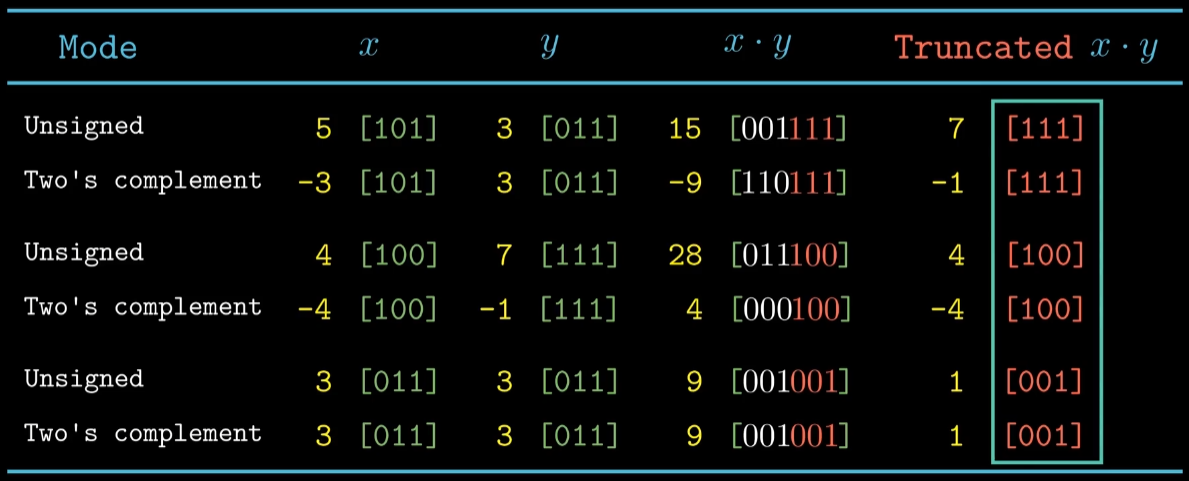 Mode x y x · y Truncated x · y
Unsigned 5 [101] 3 [011] 15 [001111] 7 [111]
Two's complement −3 [101] 3 [011] −9 [110111] −1 [111]
Unsigned 4 [100] 7 [111] 28 [011100] 4 [100]
Two's complement −4 [100] −1 [111] 4 [000100] −4 [100]
Unsigned 3 [011] 3 [011] 9 [001001] 1 [001]
Two's complement 3 [011] 3 [011] 9 [001001] 1 [001]